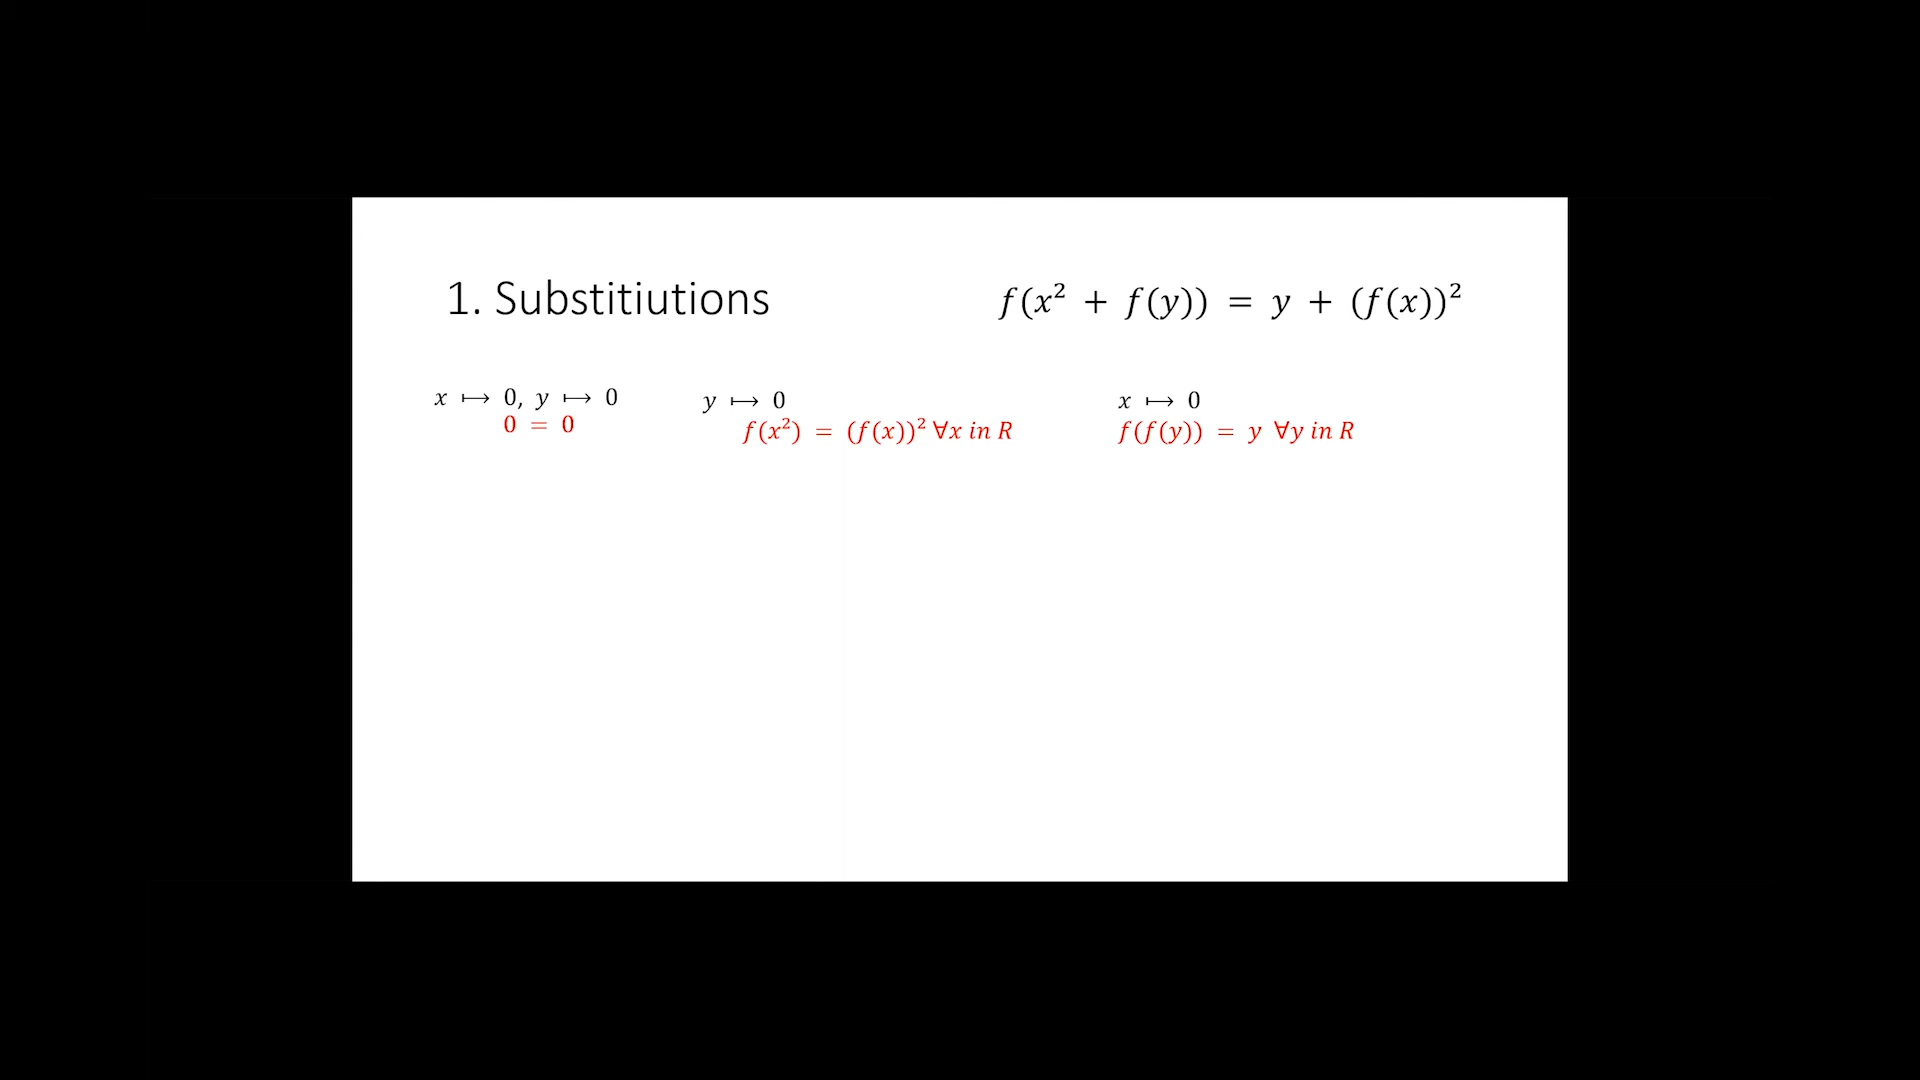 1. Substitiutions
f(x² + f(y)) = y + (f(x))²
x ↦ 0, y ↦ 0
0 = 0
y ↦ 0
f(x²) = (f(x))² ∀x in R
x ↦ 0
f(f(y)) = y ∀y in R